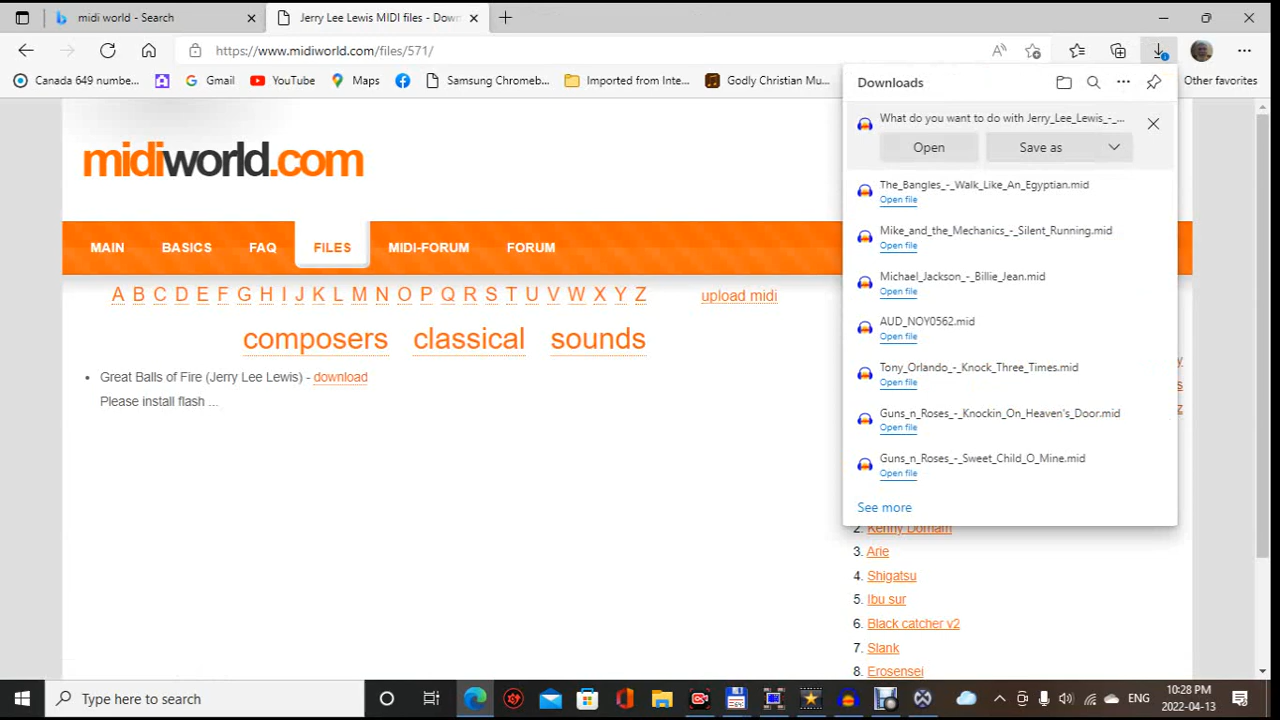 midi world - Search
Jerry Lee Lewis MIDI files - Down
https://www.midiworld.com/files/571/
Canada 649 numbe...
Gmail
YouTube
Maps
Samsung Chromeb...
Imported from Inte...
Godly Christian Mu...
Other favorites
Downloads
What do you want to do with Jerry_Lee_Lewis_-_...
Open
Save as
The_Bangles_-_Walk_Like_An_Egyptian.mid
Open file
Mike_and_the_Mechanics_-_Silent_Running.mid
Open file
Michael_Jackson_-_Billie_Jean.mid
Open file
AUD_NOY0562.mid
Open file
Tony_Orlando_-_Knock_Three_Times.mid
Open file
Guns_n_Roses_-_Knockin_On_Heaven's_Door.mid
Open file
Guns_n_Roses_-_Sweet_Child_O_Mine.mid
Open file
See more
midiworld.com
MAIN BASICS FAQ FILES MIDI-FORUM FORUM
A B C D E F G H I J K L M N O P Q R S T U V W X Y Z
upload midi
composers classical sounds
Great Balls of Fire (Jerry Lee Lewis) - download
Please install flash ...
2. Kenny Dorham
3. Arie
4. Shigatsu
5. Ibu sur
6. Black catcher v2
7. Slank
8. Erosensei
Type here to search
ENG
10:28 PM
2022-04-13